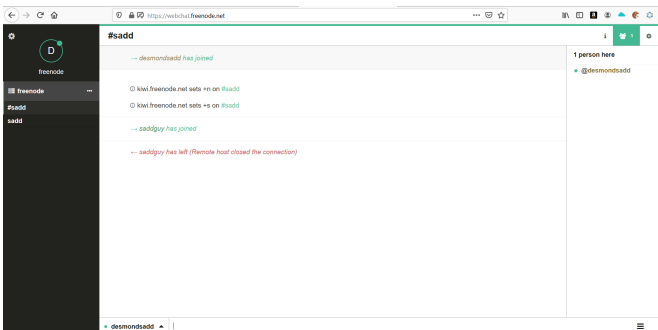 https://webchat.freenode.net
D
freenode
freenode
#sadd
sadd
#sadd
1
→ desmondsadd has joined
kiwi.freenode.net sets +n on #sadd
kiwi.freenode.net sets +s on #sadd
→ saddguy has joined
← saddguy has left (Remote host closed the connection)
1 person here
@desmondsadd
desmondsadd